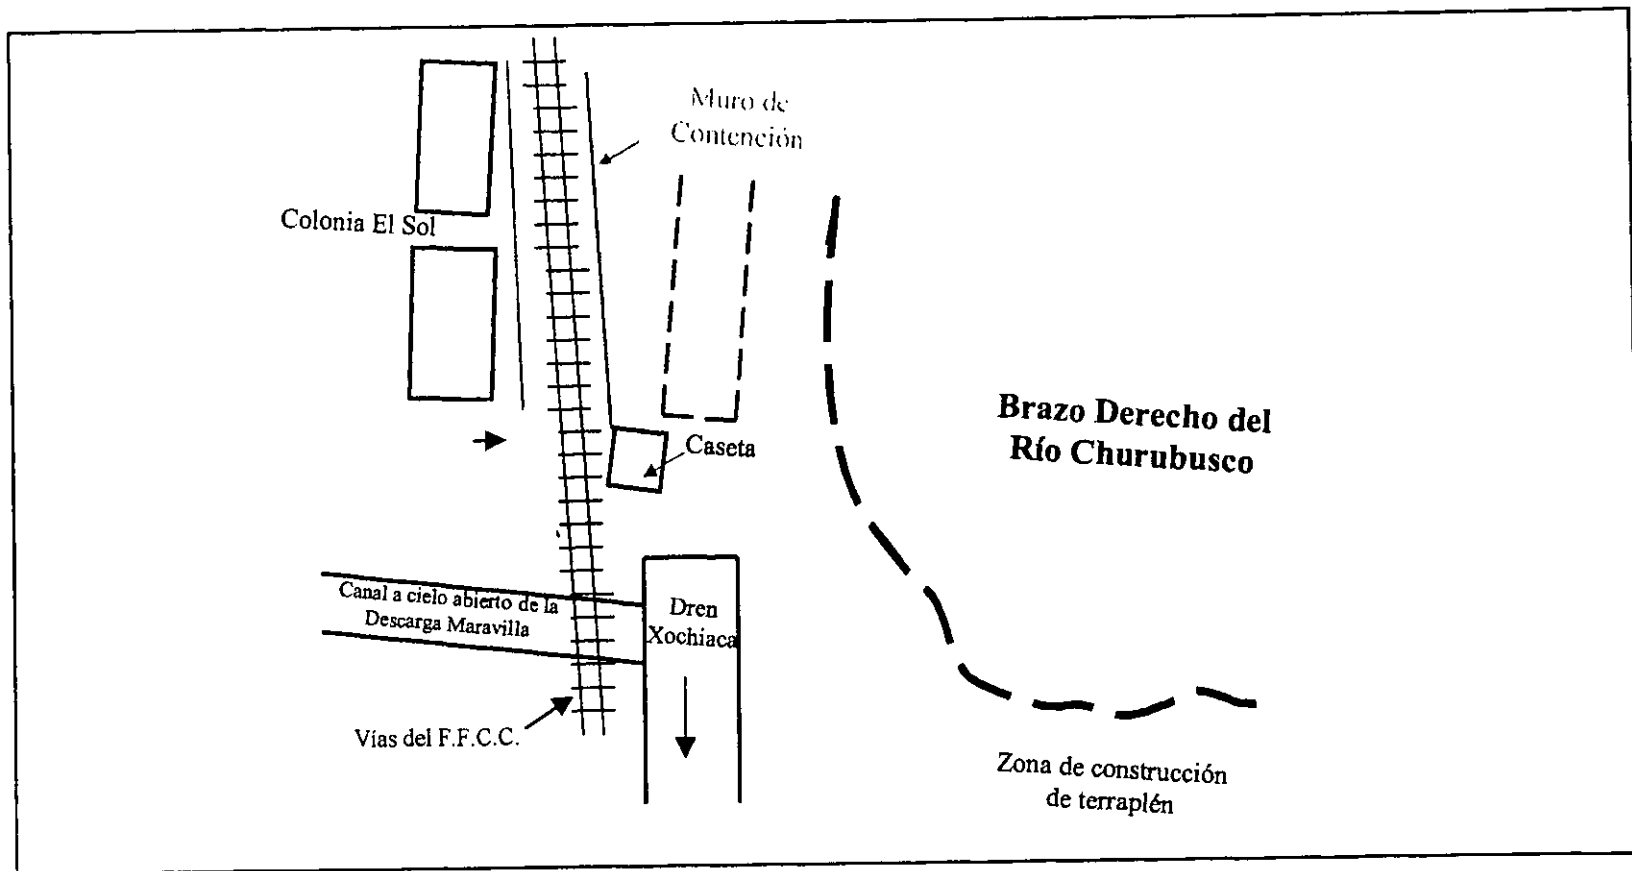 Muro de
Contención
Colonia El Sol
Brazo Derecho del
Río Churubusco
Caseta
Canal a cielo abierto de la
Descarga Maravilla
Dren
Xochiaca
Vías del F.F.C.C.
Zona de construcción
de terraplén